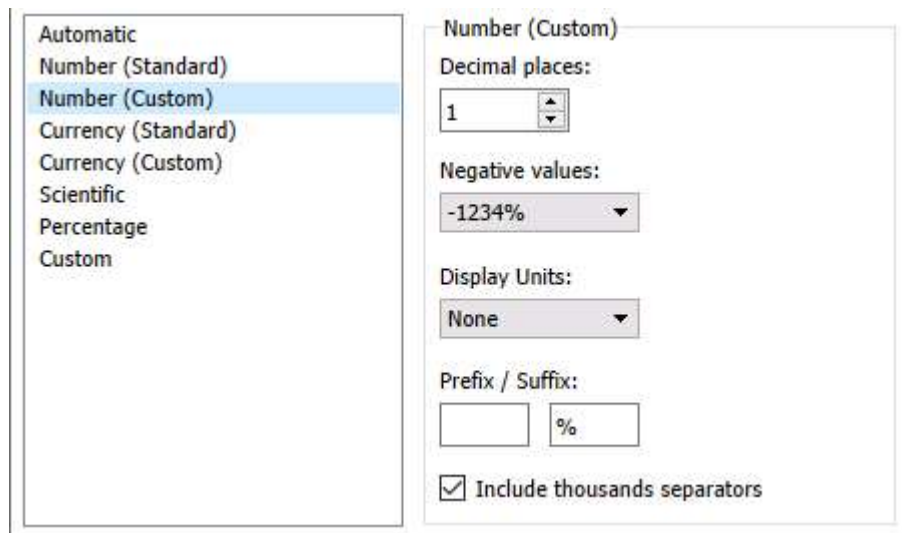 Automatic
Number (Standard)
Number (Custom)
Currency (Standard)
Currency (Custom)
Scientific
Percentage
Custom
Number (Custom)
Decimal places:
1
Negative values:
-1234%
Display Units:
None
Prefix / Suffix:
%
Include thousands separators